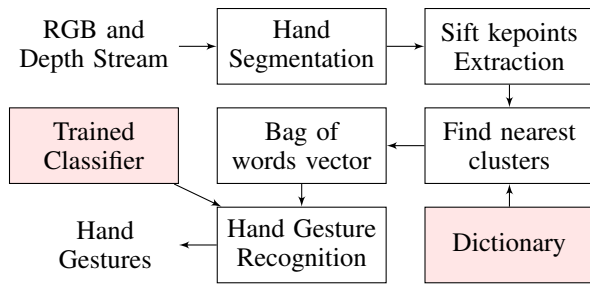 RGB and
Depth Stream
Hand
Segmentation
Sift kepoints
Extraction
Trained
Classifier
Bag of
words vector
Find nearest
clusters
Hand
Gestures
Hand Gesture
Recognition
Dictionary